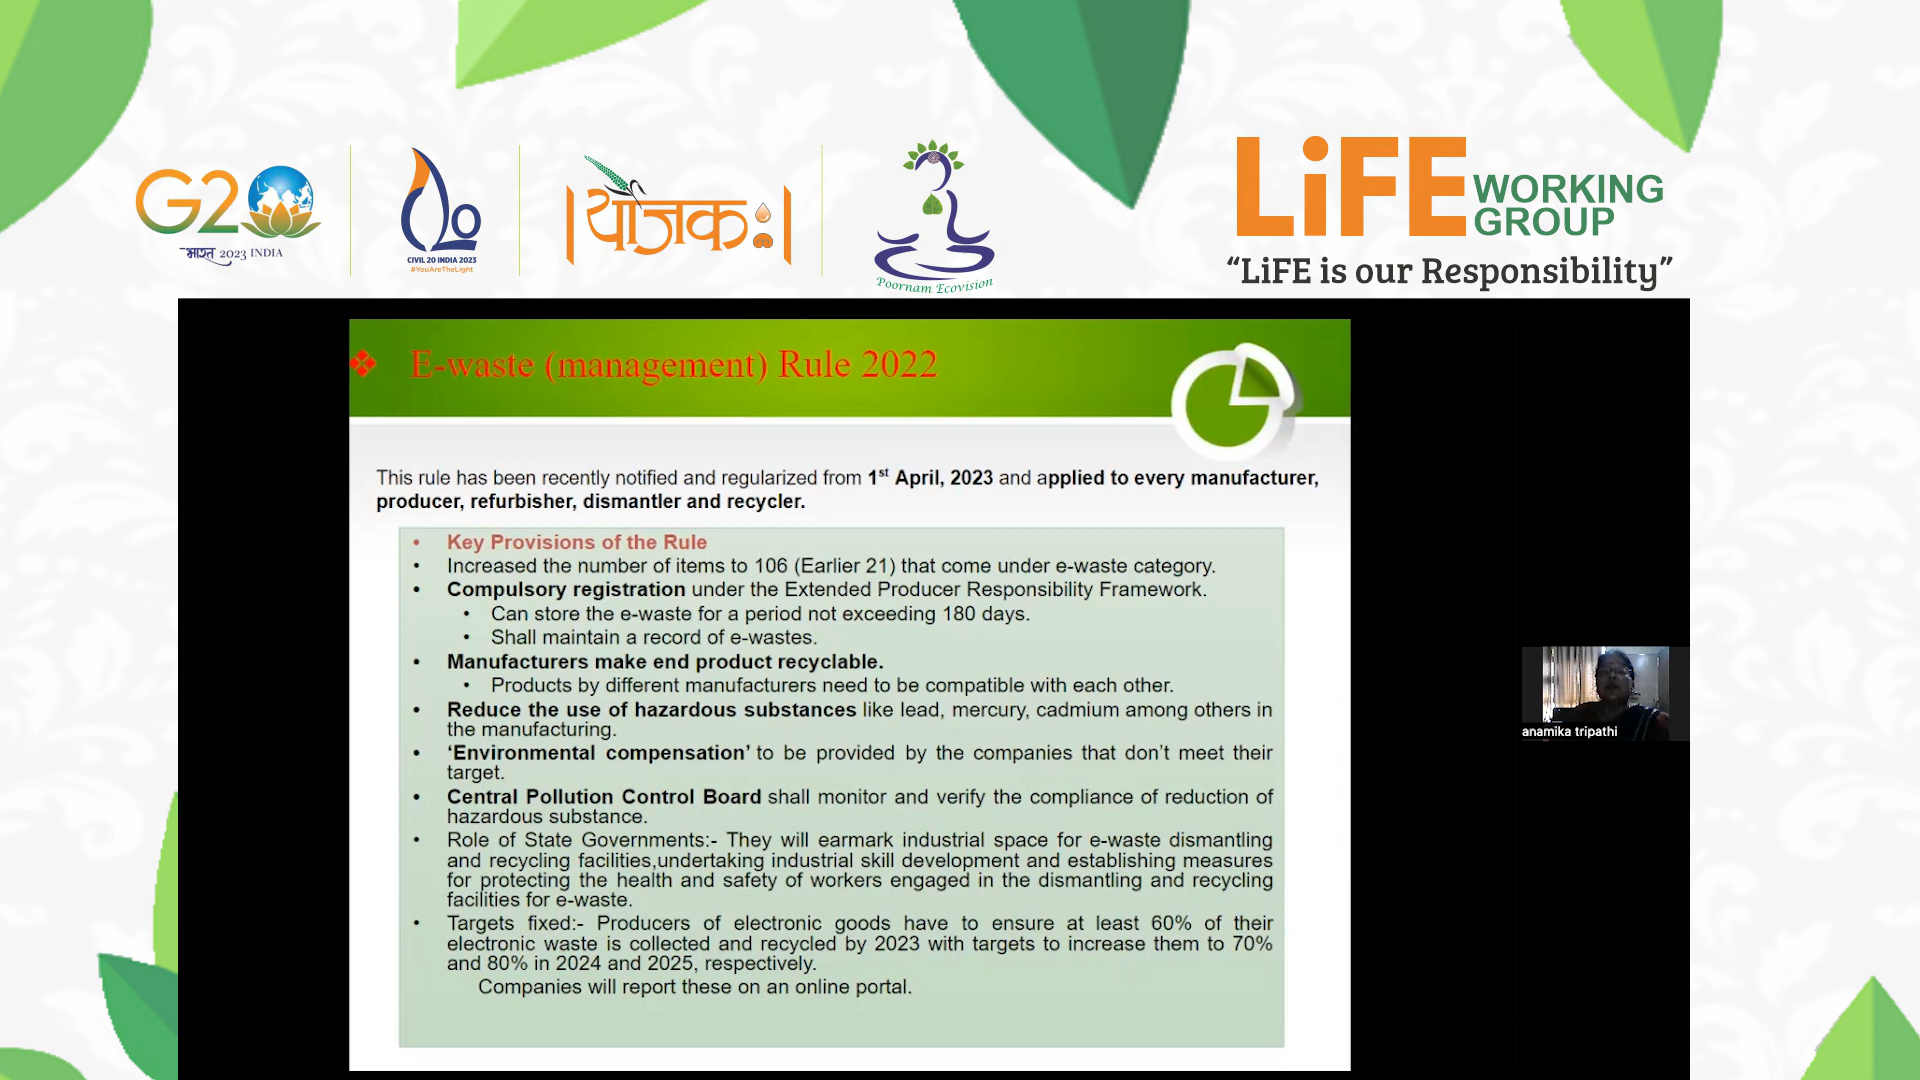 G20
भारत 2023 INDIA
C20
CIVIL 20 INDIA 2023
#YouAreTheLight
|योजकः|
Poornam Ecovision
LiFE WORKING
GROUP
“LiFE is our Responsibility”
❖ E-waste (management) Rule 2022
This rule has been recently notified and regularized from 1st April, 2023 and applied to every manufacturer,
producer, refurbisher, dismantler and recycler.
• Key Provisions of the Rule
• Increased the number of items to 106 (Earlier 21) that come under e-waste category.
• Compulsory registration under the Extended Producer Responsibility Framework.
• Can store the e-waste for a period not exceeding 180 days.
• Shall maintain a record of e-wastes.
• Manufacturers make end product recyclable.
• Products by different manufacturers need to be compatible with each other.
• Reduce the use of hazardous substances like lead, mercury, cadmium among others in
the manufacturing.
• ‘Environmental compensation’ to be provided by the companies that don’t meet their
target.
• Central Pollution Control Board shall monitor and verify the compliance of reduction of
hazardous substance.
• Role of State Governments:- They will earmark industrial space for e-waste dismantling
and recycling facilities,undertaking industrial skill development and establishing measures
for protecting the health and safety of workers engaged in the dismantling and recycling
facilities for e-waste.
• Targets fixed:- Producers of electronic goods have to ensure at least 60% of their
electronic waste is collected and recycled by 2023 with targets to increase them to 70%
and 80% in 2024 and 2025, respectively.
Companies will report these on an online portal.
anamika tripathi